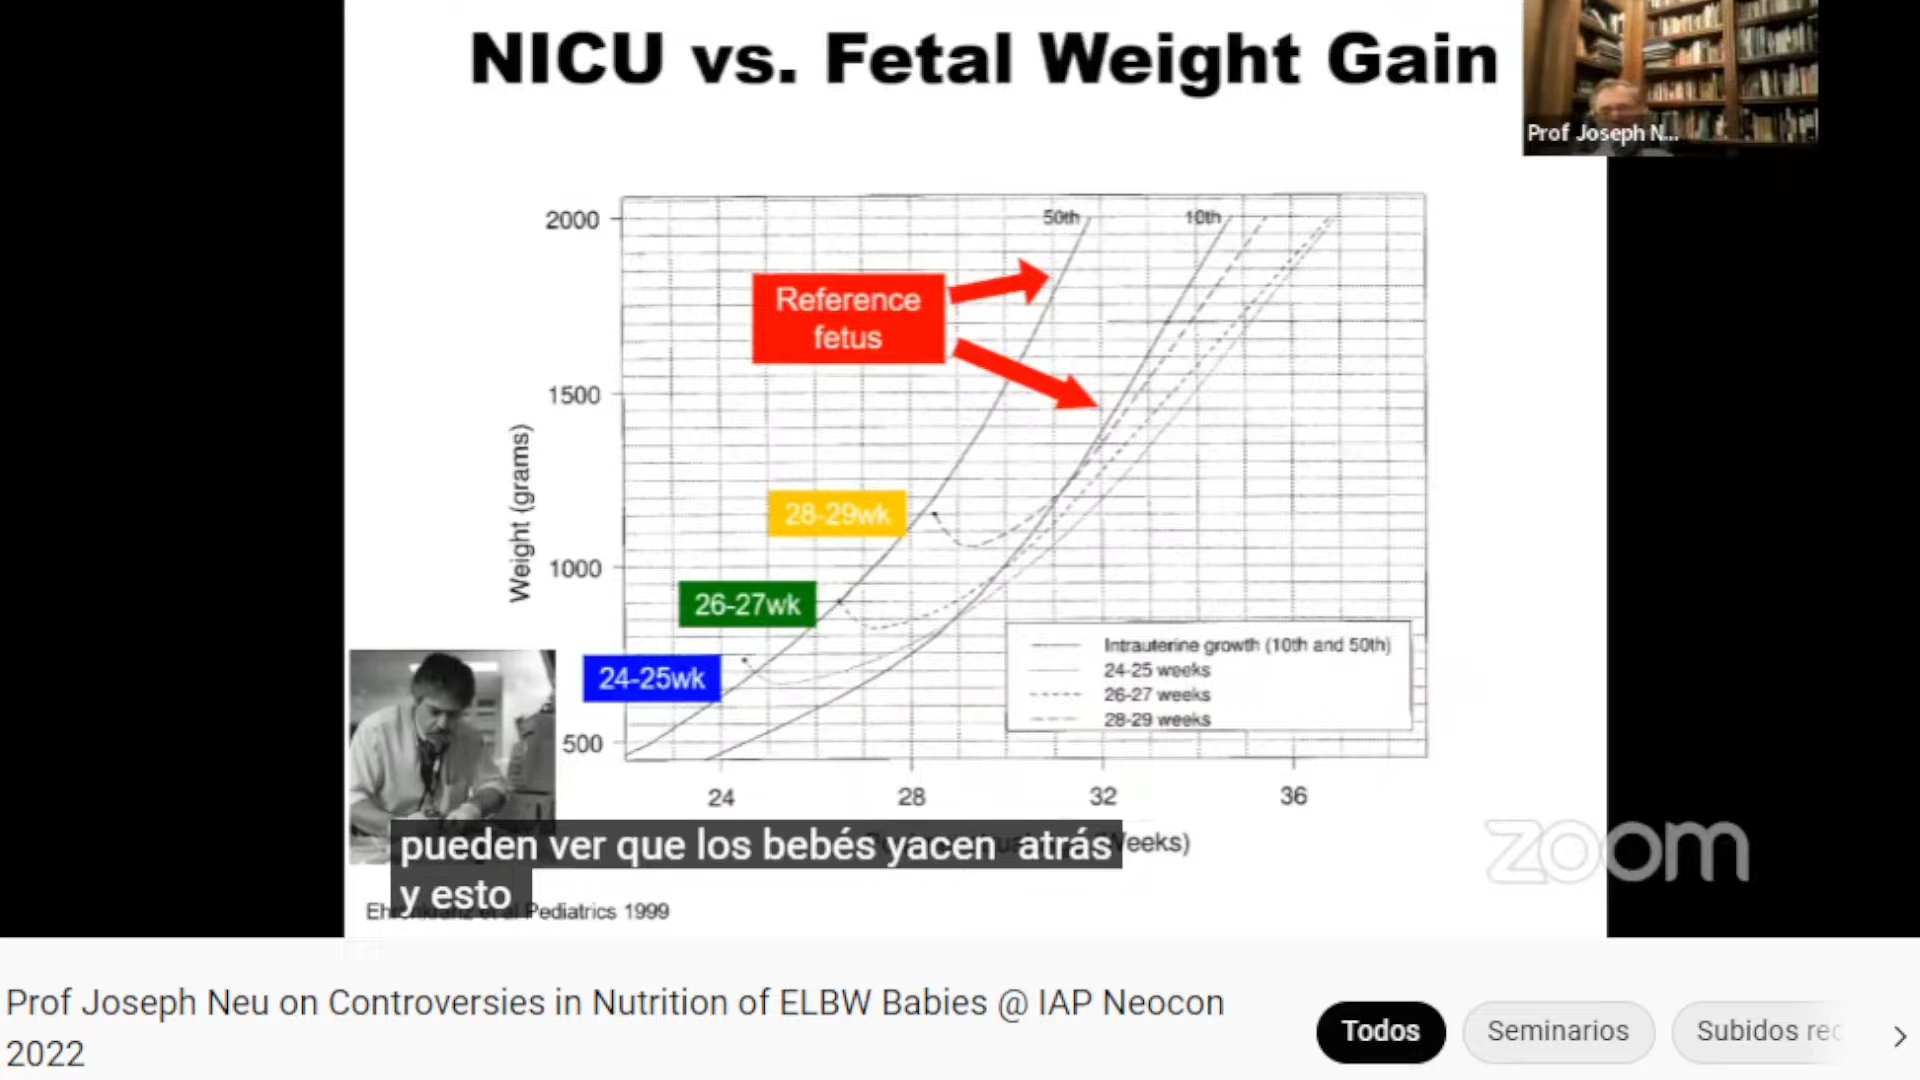 NICU vs. Fetal Weight Gain
Prof Joseph N...
2000
50th
10th
Reference
fetus
1500
28-29wk
Weight (grams)
1000
26-27wk
24-25wk
Intrauterine growth (10th and 50th)
24-25 weeks
26-27 weeks
28-29 weeks
500
24
28
32
36
pueden ver que los bebés yacen atrás
y esto
Pediatrics 1999
zoom
Prof Joseph Neu on Controversies in Nutrition of ELBW Babies @ IAP Neocon
2022
Todos
Seminarios
Subidos rec